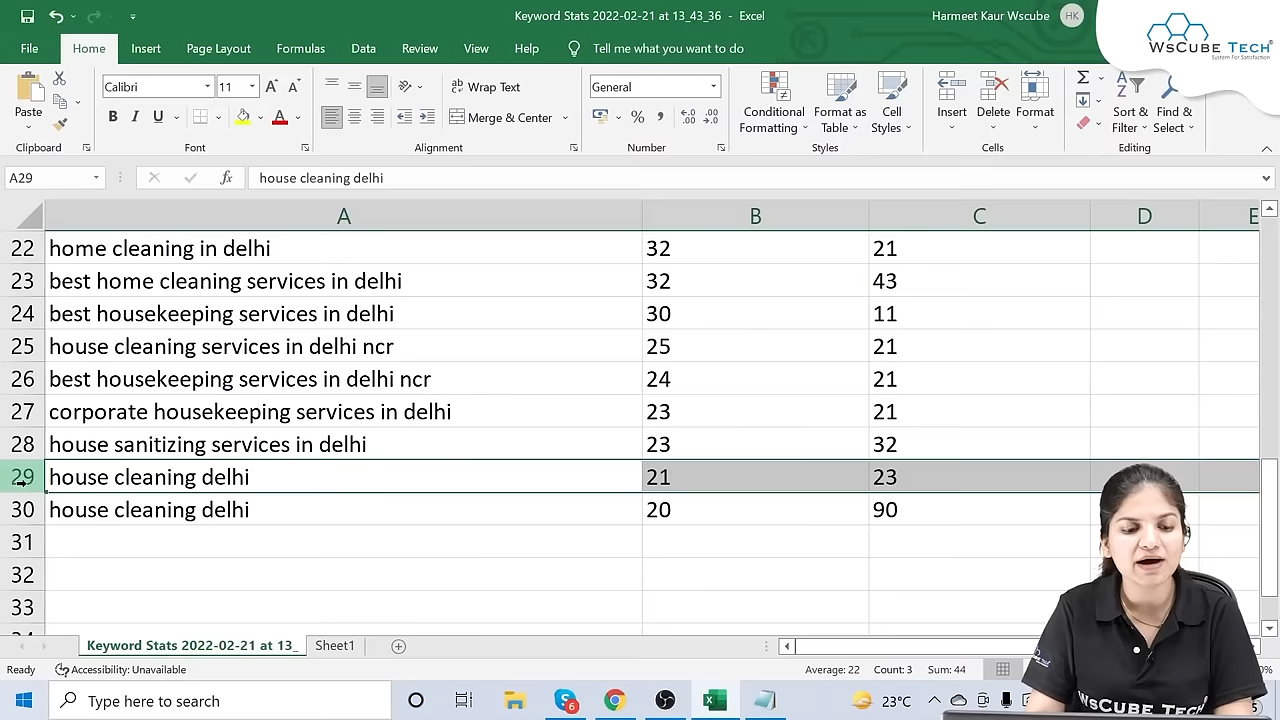 Keyword Stats 2022-02-21 at 13_43_36 - Excel
Harmeet Kaur Wscube HK
WsCube Tech
System For Satisfaction
File Home Insert Page Layout Formulas Data Review View Help Tell me what you want to do
Paste
Clipboard
Calibri 11
B I U
Font
Wrap Text
Merge & Center
Alignment
General
Number
Conditional Formatting
Format as Table
Cell Styles
Styles
Insert Delete Format
Cells
Sort & Filter
Find & Select
Editing
A29 fx house cleaning delhi
A B C D E
22 home cleaning in delhi 32 21
23 best home cleaning services in delhi 32 43
24 best housekeeping services in delhi 30 11
25 house cleaning services in delhi ncr 25 21
26 best housekeeping services in delhi ncr 24 21
27 corporate housekeeping services in delhi 23 21
28 house sanitizing services in delhi 23 32
29 house cleaning delhi 21 23
30 house cleaning delhi 20 90
31
32
33
Keyword Stats 2022-02-21 at 13_ Sheet1
Ready Accessibility: Unavailable Average: 22 Count: 3 Sum: 44
Type here to search
6
23°C
WsCube Tech